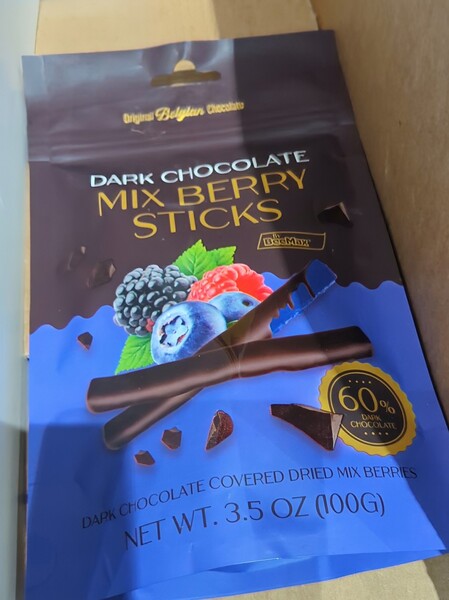 Original Belgian Chocolate
DARK CHOCOLATE
MIX BERRY
STICKS
BeeMax
60%
DARK
CHOCOLATE
DARK CHOCOLATE COVERED DRIED MIX BERRIES
NET WT. 3.5 OZ (100G)